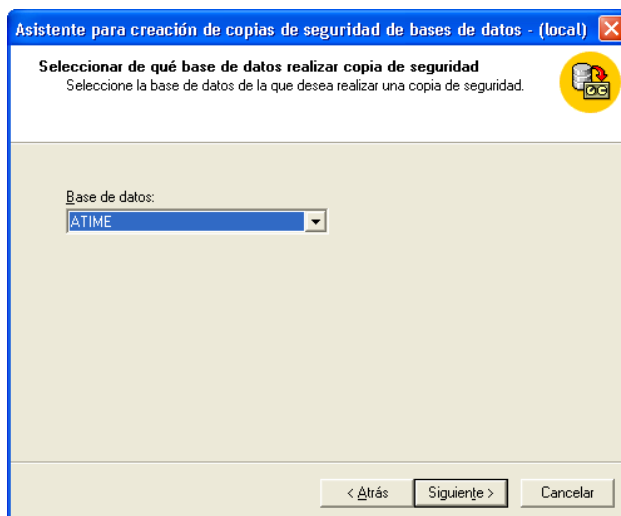 Asistente para creación de copias de seguridad de bases de datos - (local)
Seleccionar de qué base de datos realizar copia de seguridad
Seleccione la base de datos de la que desea realizar una copia de seguridad.
Base de datos:
ATIME
< Atrás
Siguiente >
Cancelar